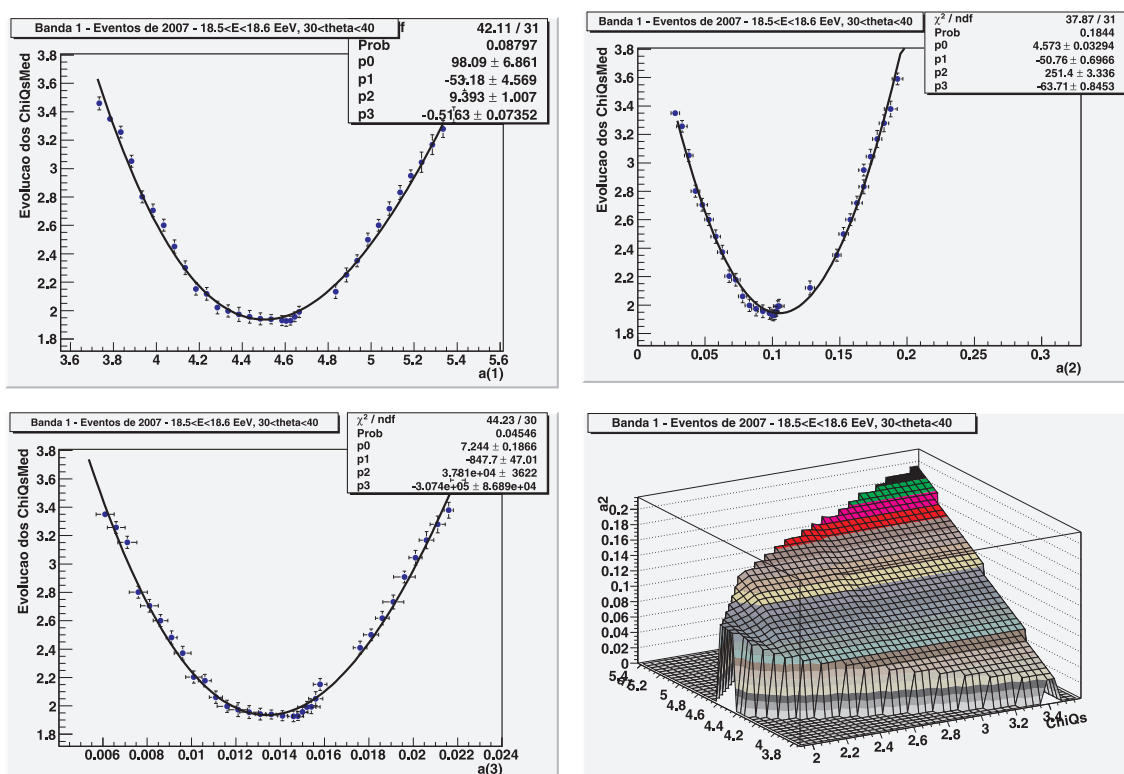 Banda 1 - Eventos de 2007 - 18.5<E<18.6 EeV, 30<theta<40
f 42.11 / 31
Prob 0.08797
p0 98.09 ± 6.861
p1 -53.18 ± 4.569
p2 9.393 ± 1.007
p3 -0.5163 ± 0.07352
Evolucao dos ChiQsMed
3.8
3.6
3.4
3.2
3
2.8
2.6
2.4
2.2
2
1.8
3.6 3.8 4 4.2 4.4 4.6 4.8 5 5.2 5.4 5.6
a(1)
Banda 1 - Eventos de 2007 - 18.5<E<18.6 EeV, 30<theta<40
χ² / ndf 37.87 / 31
Prob 0.1844
p0 4.573 ± 0.03294
p1 -50.76 ± 0.6966
p2 251.4 ± 3.336
p3 -63.71 ± 0.8453
Evolucao dos ChiQsMed
3.8
3.6
3.4
3.2
3
2.8
2.6
2.4
2.2
2
1.8
0 0.05 0.1 0.15 0.2 0.25 0.3
a(2)
Banda 1 - Eventos de 2007 - 18.5<E<18.6 EeV, 30<theta<40
χ² / ndf 44.23 / 30
Prob 0.04546
p0 7.244 ± 0.1866
p1 -847.7 ± 47.01
p2 3.781e+04 ± 3622
p3 -3.074e+05 ± 8.689e+04
Evolucao dos ChiQsMed
3.8
3.6
3.4
3.2
3
2.8
2.6
2.4
2.2
2
1.8
0.006 0.008 0.01 0.012 0.014 0.016 0.018 0.02 0.022 0.024
a(3)
Banda 1 - Eventos de 2007 - 18.5<E<18.6 EeV, 30<theta<40
a2
0.2
0.18
0.16
0.14
0.12
0.10
0.08
0.06
0.04
0.02
0
5.4
5.2
5
4.8
4.6
4.4
4.2
4
3.8
2 2.2 2.4 2.6 2.8 3 3.2 3.4
ChiQs